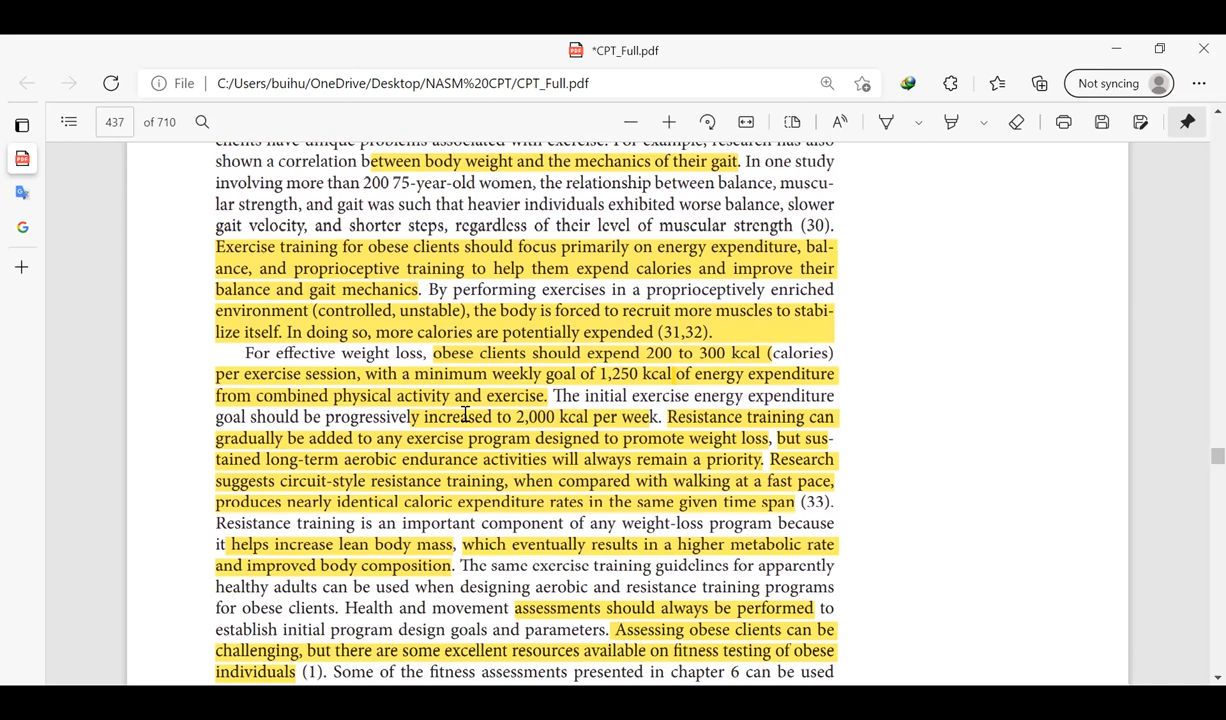 *CPT_Full.pdf
File C:/Users/buihu/OneDrive/Desktop/NASM%20CPT/CPT_Full.pdf Not syncing
437 of 710
clients have unique problems associated with exercise. For example, research has also
shown a correlation between body weight and the mechanics of their gait. In one study
involving more than 200 75-year-old women, the relationship between balance, muscu-
lar strength, and gait was such that heavier individuals exhibited worse balance, slower
gait velocity, and shorter steps, regardless of their level of muscular strength (30).
Exercise training for obese clients should focus primarily on energy expenditure, bal-
ance, and proprioceptive training to help them expend calories and improve their
balance and gait mechanics. By performing exercises in a proprioceptively enriched
environment (controlled, unstable), the body is forced to recruit more muscles to stabi-
lize itself. In doing so, more calories are potentially expended (31,32).
For effective weight loss, obese clients should expend 200 to 300 kcal (calories)
per exercise session, with a minimum weekly goal of 1,250 kcal of energy expenditure
from combined physical activity and exercise. The initial exercise energy expenditure
goal should be progressively increased to 2,000 kcal per week. Resistance training can
gradually be added to any exercise program designed to promote weight loss, but sus-
tained long-term aerobic endurance activities will always remain a priority. Research
suggests circuit-style resistance training, when compared with walking at a fast pace,
produces nearly identical caloric expenditure rates in the same given time span (33).
Resistance training is an important component of any weight-loss program because
it helps increase lean body mass, which eventually results in a higher metabolic rate
and improved body composition. The same exercise training guidelines for apparently
healthy adults can be used when designing aerobic and resistance training programs
for obese clients. Health and movement assessments should always be performed to
establish initial program design goals and parameters. Assessing obese clients can be
challenging, but there are some excellent resources available on fitness testing of obese
individuals (1). Some of the fitness assessments presented in chapter 6 can be used